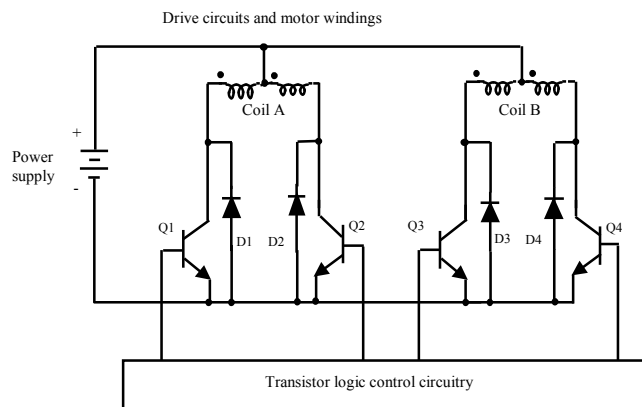 Drive circuits and motor windings
Coil A
Coil B
+
Power
supply
-
Q1
D1
D2
Q2
Q3
D3
D4
Q4
Transistor logic control circuitry